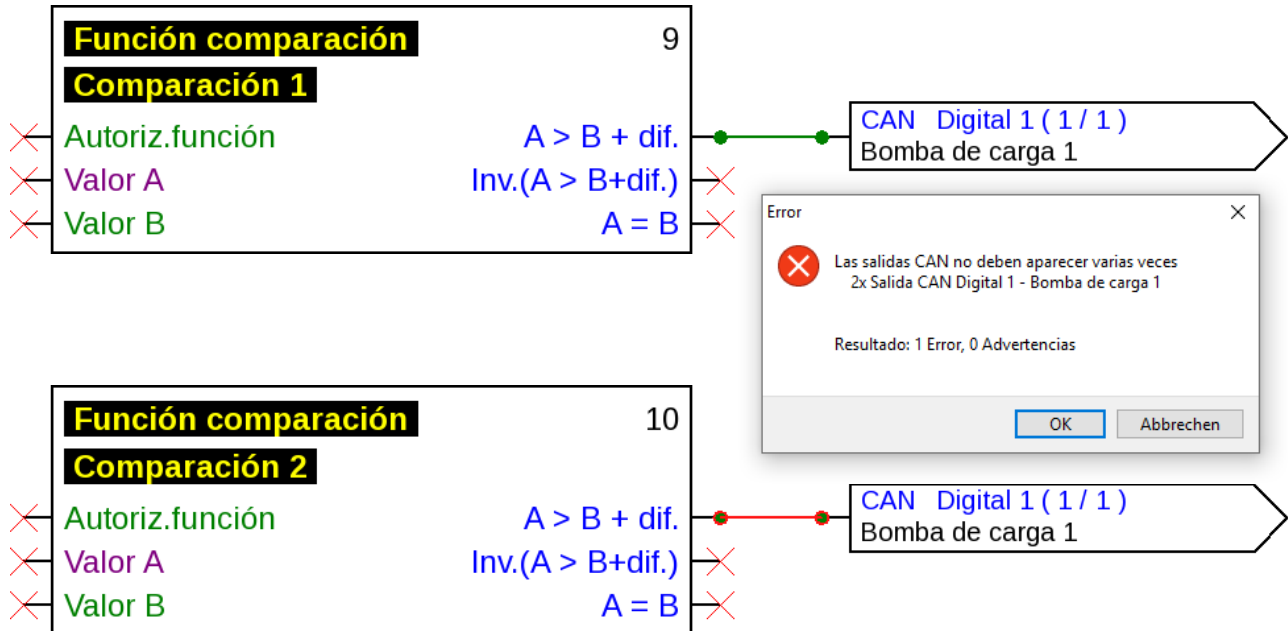 Función comparación 9
Comparación 1
Autoriz.función A > B + dif.
Valor A Inv.(A > B+dif.)
Valor B A = B
CAN Digital 1 ( 1 / 1 )
Bomba de carga 1
Error
Las salidas CAN no deben aparecer varias veces
2x Salida CAN Digital 1 - Bomba de carga 1
Resultado: 1 Error, 0 Advertencias
OK Abbrechen
Función comparación 10
Comparación 2
Autoriz.función A > B + dif.
Valor A Inv.(A > B+dif.)
Valor B A = B
CAN Digital 1 ( 1 / 1 )
Bomba de carga 1